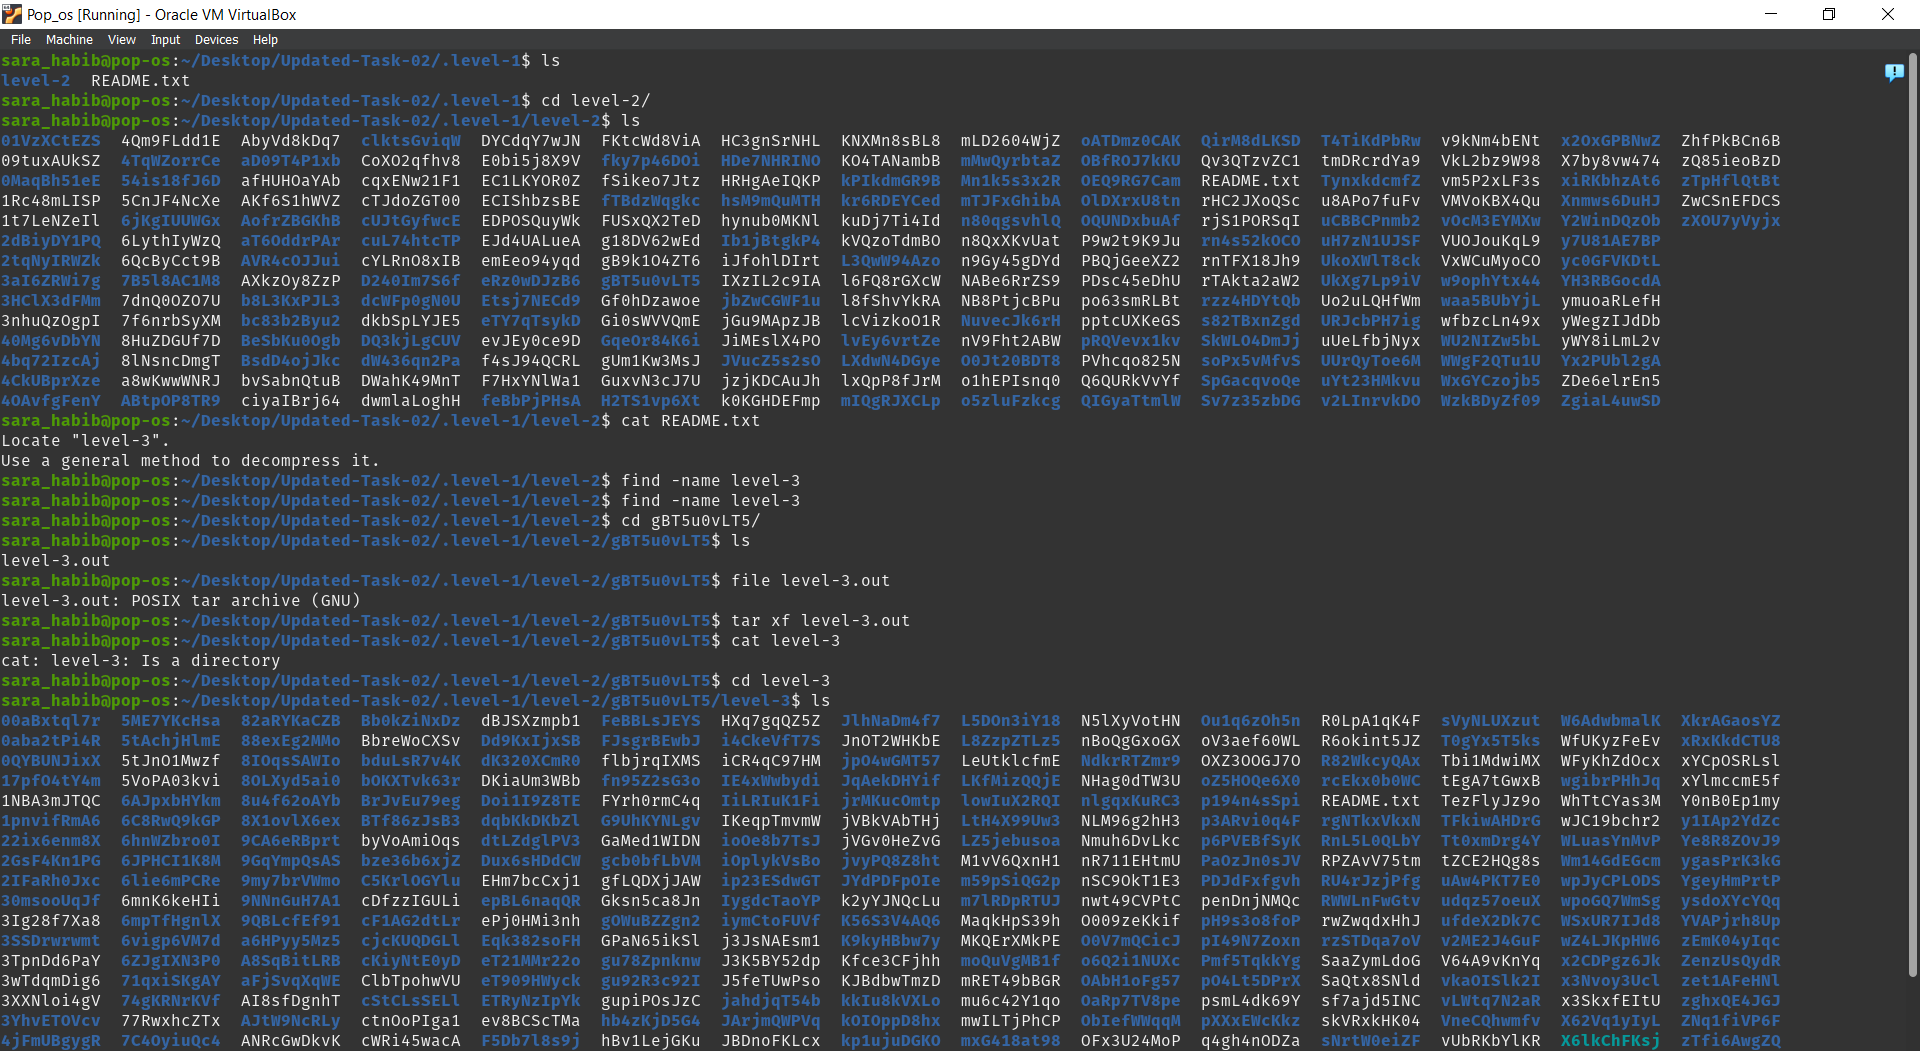 Pop_os [Running] - Oracle VM VirtualBox
File Machine View Input Devices Help
sara_habib@pop-os:~/Desktop/Updated-Task-02/.level-1$ ls
level-2 README.txt
sara_habib@pop-os:~/Desktop/Updated-Task-02/.level-1$ cd level-2/
sara_habib@pop-os:~/Desktop/Updated-Task-02/.level-1/level-2$ ls
01VzXCtEZS 4Qm9FLdd1E AbyVd8kDq7 clktsGviqW DYCdqY7wJN FKtcWd8ViA HC3gnSrNHL KNXMn8sBL8 mLD2604WjZ oATDmz0CAK QirM8dLKSD T4TiKdPbRw v9kNm4bENt x2OxGPBNwZ ZhfPkBCn6B
09tuxAUkSZ 4TqWZorrCe aD09T4P1xb CoXO2qfhv8 E0bi5j8X9V fky7p46DOi HDe7NHRINO KO4TANambB mMwQyrbtaZ OBfROJ7kKU Qv3QTzvZC1 tmDRcrdYa9 VkL2bz9W98 X7by8vw474 zQ85ieoBzD
0MaqBh51eE 54is18fJ6D afHUHOaYAb cqxENw21F1 EC1LKYOR0Z fSikeo7Jtz HRHgAeIQKP kPIkdmGR9B Mn1k5s3x2R OEQ9RG7Cam README.txt TynxkdcmfZ vm5P2xLF3s xiRKbhzAt6 zTpHflQtBt
1Rc48mLISP 5CnJF4NcXe AKf6S1hWVZ cTJdoZGT00 ECIShbzsBE fTBdzWqgkc hsM9mQuMTH kr6RDEYCed mTJFxGhibA OlDXrxU8tn rHC2JXoQSc u8APo7fuFv VMVoKBX4Qu Xnmws6DuHJ ZwCSnEFDCS
1t7LeNZeIl 6jKgIUUWGx AofrZBGKhB cUJtGyfwcE EDPOSQuyWk FUSxQX2TeD hynub0MKNl kuDj7Ti4Id n80qgsvhlQ OQUNDxbuAf rjS1PORSqI uCBBCPnmb2 vOcM3EYMXw Y2WinDQzOb zXOU7yVyjx
2dBiyDY1PQ 6LythIyWzQ aT6OddrPAr cuL74htcTP EJd4UALueA g18DV62wEd Ib1jBtgkP4 kVQzoTdmBO n8QxXKvUat P9w2t9K9Ju rn4s52kOCO uH7zN1UJSF VUOJouKqL9 y7U81AE7BP
2tqNyIRWZk 6QcByCct9B AVR4cOJJui cYLRnO8xIB emEeo94yqd gB9k1O4ZT6 iJfohlDIrt L3QwW94Azo n9Gy45gDYd PBQjGeeXZ2 rnTFX18Jh9 UkoXWlT8ck VxWCuMyoCO yc0GFVKDtL
3aI6ZRWi7g 7B5l8AC1M8 AXkzOy8ZzP D240Im7S6f eRz0wDJzB6 gBT5u0vLT5 IXzIL2c9IA l6FQ8rGXcW NABe6RrZS9 PDsc45eDhU rTAkta2aW2 UkXg7Lp9iV w9ophYtx44 YH3RBGocdA
3HClX3dFMm 7dnQ0OZO7U b8L3KxPJL3 dcWFp0gN0U Etsj7NECd9 Gf0hDzawoe jbZwCGWF1u l8fShvYkRA NB8PtjcBPu po63smRLBt rzz4HDYtQb Uo2uLQHfWm waa5BUbYjL ymuoaRLefH
3nhuQzOgpI 7f6nrbSyXM bc83b2Byu2 dkbSpLYJE5 eTY7qTsykD Gi0sWVVQmE jGu9MApzJB lcVizkoO1R NuvecJk6rH pptcUXKeGS s82TBxnZgd URJcbPH7ig wfbzcLn49x yWegzIJdDb
40Mg6vDbYN 8HuZDGUf7D BeSbKu0Ogb DQ3kjLgCUV evJEy0ce9D GqeOr84K6i JiMEslX4PO lvEy6vrtZe nV9Fht2ABW pRQVevx1kv SkWLO4DmJj uUeLfbjNyx WU2NIZw5bL yWY8iLmL2v
4bq72IzcAj 8lNsncDmgT BsdD4ojJkc dW436qn2Pa f4sJ94QCRL gUm1Kw3MsJ JVucZ5s2sO LXdwN4DGye O0Jt20BDT8 PVhcqo825N soPx5vMfvS UUrQyToe6M WWgF2QTu1U Yx2PUbl2gA
4CkUBprXze a8wKwwWNRJ bvSabnQtuB DWahK49MnT F7HxYNlWa1 GuxvN3cJ7U jzjKDCAuJh lxQpP8fJrM o1hEPIsnq0 Q6QURkVvYf SpGacqvoQe uYt23HMkvu WxGYCzojb5 ZDe6elrEn5
4OAvfgFenY ABtpOP8TR9 ciyaIBrj64 dwmlaLoghH feBbPjPHsA H2TS1vp6Xt k0KGHDEFmp mIQgRJXCLp o5zluFzkcg QIGyaTtmlW Sv7z35zbDG v2LInrvkDO WzkBDyZf09 ZgiaL4uwSD
sara_habib@pop-os:~/Desktop/Updated-Task-02/.level-1/level-2$ cat README.txt
Locate "level-3".
Use a general method to decompress it.
sara_habib@pop-os:~/Desktop/Updated-Task-02/.level-1/level-2$ find -name level-3
sara_habib@pop-os:~/Desktop/Updated-Task-02/.level-1/level-2$ find -name level-3
sara_habib@pop-os:~/Desktop/Updated-Task-02/.level-1/level-2$ cd gBT5u0vLT5/
sara_habib@pop-os:~/Desktop/Updated-Task-02/.level-1/level-2/gBT5u0vLT5$ ls
level-3.out
sara_habib@pop-os:~/Desktop/Updated-Task-02/.level-1/level-2/gBT5u0vLT5$ file level-3.out
level-3.out: POSIX tar archive (GNU)
sara_habib@pop-os:~/Desktop/Updated-Task-02/.level-1/level-2/gBT5u0vLT5$ tar xf level-3.out
sara_habib@pop-os:~/Desktop/Updated-Task-02/.level-1/level-2/gBT5u0vLT5$ cat level-3
cat: level-3: Is a directory
sara_habib@pop-os:~/Desktop/Updated-Task-02/.level-1/level-2/gBT5u0vLT5$ cd level-3
sara_habib@pop-os:~/Desktop/Updated-Task-02/.level-1/level-2/gBT5u0vLT5/level-3$ ls
00aBxtql7r 5ME7YKcHsa 82aRYKaCZB Bb0kZiNxDz dBJSXzmpb1 FeBBLsJEYS HXq7gqQZ5Z JlhNaDm4f7 L5DOn3iY18 N5lXyVotHN Ou1q6zOh5n R0LpA1qK4F sVyNLUXzut W6AdwbmalK XkrAGaosYZ
0aba2tPi4R 5tAchjHlmE 88exEg2MMo BbreWoCXSv Dd9KxIjxSB FJsgrBEwbJ i4CkeVfT7S JnOT2WHKbE L8ZzpZTLz5 nBoQgGxoGX oV3aef60WL R6okint5JZ T0gYx5T5ks WfUKyzFeEv xRxKkdCTU8
0QYBUNJixX 5tJnO1Mwzf 8IOqsSAWIo bduLsR7v4K dK320XCmR0 flbjrqIXMS iCR4qC97HM jpO4wGMT57 LeUtklcfmE NdkrRTZmr9 OXZ3OOGJ7O R82WkcyQAx Tbi1MdwiMX WFyKhZdOcx xYCpOSRLsl
17pfO4tY4m 5VoPA03kvi 8OLXyd5ai0 bOKXTvk63r DKiaUm3WBb fn95Z2sG3o IE4xWwbydi JqAekDHYif LKfMizQQjE NHag0dTW3U oZ5HOQe6X0 rcEkx0b0WC tEgA7tGwxB wgibrPHhJq xYlmccmE5f
1NBA3mJTQC 6AJpxbHYkm 8u4f62oAYb BrJvEu79eg Doi1I9Z8TE FYrh0rmC4q IiLRIuK1Fi jrMKucOmtp lowIuX2RQI nlgqxKuRC3 p194n4sSpi README.txt TezFlyJz9o WhTtCYas3M Y0nB0Ep1my
1pnvifRmA6 6C8RwQ9kGP 8X1ovlX6ex BTf86zJsB3 dqbKkDKbZl G9UhKYNLgv IKeqpTmvmW jVBkVAbTHj LtH4X99Uw3 NLM96g2hH3 p3ARvi0q4F rgNTkxVkxN TFkiwAHDrG wJC19bchr2 y1IAp2YdZc
22ix6enm8X 6hnWZbro0I 9CA6eRBprt byVoAmiOqs dtLZdglPV3 GaMed1WIDN ioOe8b7TsJ jVGv0HeZvG LZ5jebusoa Nmuh6DvLkc p6PVEBfSyK RnL5L0QLbY Tt0xmDrg4Y WLuasYnMvP Ye8R8ZOvJ9
2GsF4Kn1PG 6JPHCI1K8M 9GqYmpQsAS bze36b6xjZ Dux6sHDdCW gcb0bfLbVM iOplykVsBo jvyPQ8Z8ht M1vV6QxnH1 nR711EHtmU PaOzJn0sJV RPZAvV75tm tZCE2HQg8s Wm14GdEGcm ygasPrK3kG
2IFaRh0Jxc 6lie6mPCRe 9my7brVWmo C5KrlOGYlu EHm7bcCxj1 gfLQDXjJAW ip23ESdwGT JYdPDFpOIe m59pSiQG2p nSC9OkT1E3 PDJdFxfgvh RU4rJzjPfg uAw4PKT7E0 wpJyCPLODS YgeyHmPrtP
30msooUqJf 6mnK6keHIi 9NNnGuH7A1 cDfzzIGULi epBL6naqQR Gksn5ca8Jn IygdcTaoYP k2yYJNQcLu m7lRDpRTUJ nwt49CVPtC penDnjNMQc RWWLnFwGtv udqz57oeuX wpoGQ7WmSg ysdoXYcYQq
3Ig28f7Xa8 6mpTfHgnlX 9QBLcfEf91 cF1AG2dtLr ePj0HMi3nh gOWuBZZgn2 iymCtoFUVf K56S3V4AQ6 MaqkHpS39h O009zeKkif pH9s3o8foP rwZwqdxHhJ ufdeX2Dk7C WSxUR7IJd8 YVAPjrh8Up
3SSDrwrwmt 6vigp6VM7d a6HPyy5Mz5 cjcKUQDGLl Eqk382soFH GPaN65ikSl j3JsNAEsm1 K9kyHBbw7y MKQErXMkPE O0V7mQCicJ pI49N7Zoxn rzSTDqa7oV v2ME2J4GuF wZ4LJKpHW6 zEmK04yIqc
3TpnDd6PaY 6ZJgIXN3P0 A8SqBitLRB cKiyNtE0yD eT21MMr22o gu78Zpnknw J3K5BY52dp Kfce3CFjhh moQuVgMB1f o6Q2i1NUXc Pmf5TqkkYg SaaZymLdoG V64A9vKnYq x2CDPgz6Jk ZenzUsQydR
3wTdqmDig6 71qxiSKgAY aFjSvqXqWE ClbTpohwVU eT909HWyck gu92R3c92I J5feTUwPso KJBdbwTmzD mRET49bBGR OAbH1oFg57 pO4Lt5DPrX SaQtx8SNld vkaOISlk2I x3Nvoy3Ucl zet1AFeHNl
3XXNloi4gV 74gKRNrKVf AI8sfDgnhT cStCLsSELl ETRyNzIpYk gupiPOsJzC jahdjqT54b kkIu8kVXLo mu6c42Y1qo OaRp7TV8pe psmL4dk69Y sf7ajd5INC vLWtq7N2aR x3SkxfEItU zghxQE4JGJ
3YhvETOVcv 77RwxhcZTx AJtW9NcRLy ctnOoPIga1 ev8BCScTMa hb4zKjD5G4 JArjmQWPVq kOIOppD8hx mwILTjPhCP ObIefWWqqM pXXxEWcKkz skVRxkHK04 VneCQhwmfv X62Vq1yIyL ZNq1fiVP6F
4jFmUBgygR 7C4OyiuQc4 ANRcGwDkvK cWRi45wacA F5Db7l8s9j hBv1LejGKu JBDnoFKLcx kp1ujuDGKO mxG418at98 OFx3U24MoP q4gh4nODZa sNrtW0eiZF vUbRKbYlKR X6lkChFKsj zTfi6AwgZQ